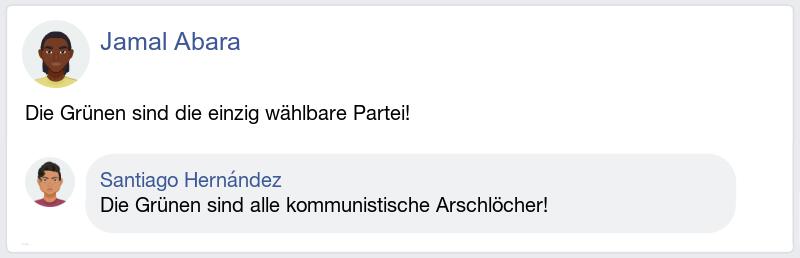 Jamal Abara
Die Grünen sind die einzig wählbare Partei!
Santiago Hernández
Die Grünen sind alle kommunistische Arschlöcher!